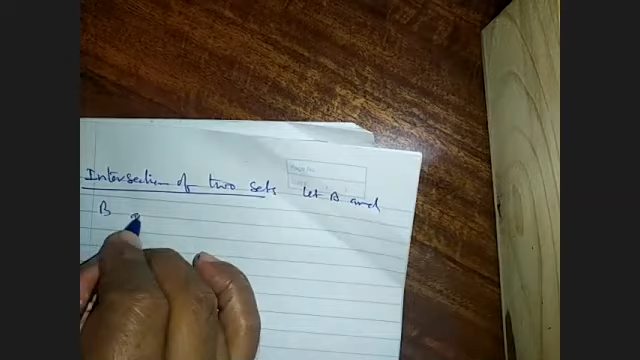 Intersection of two sets Let A and
B